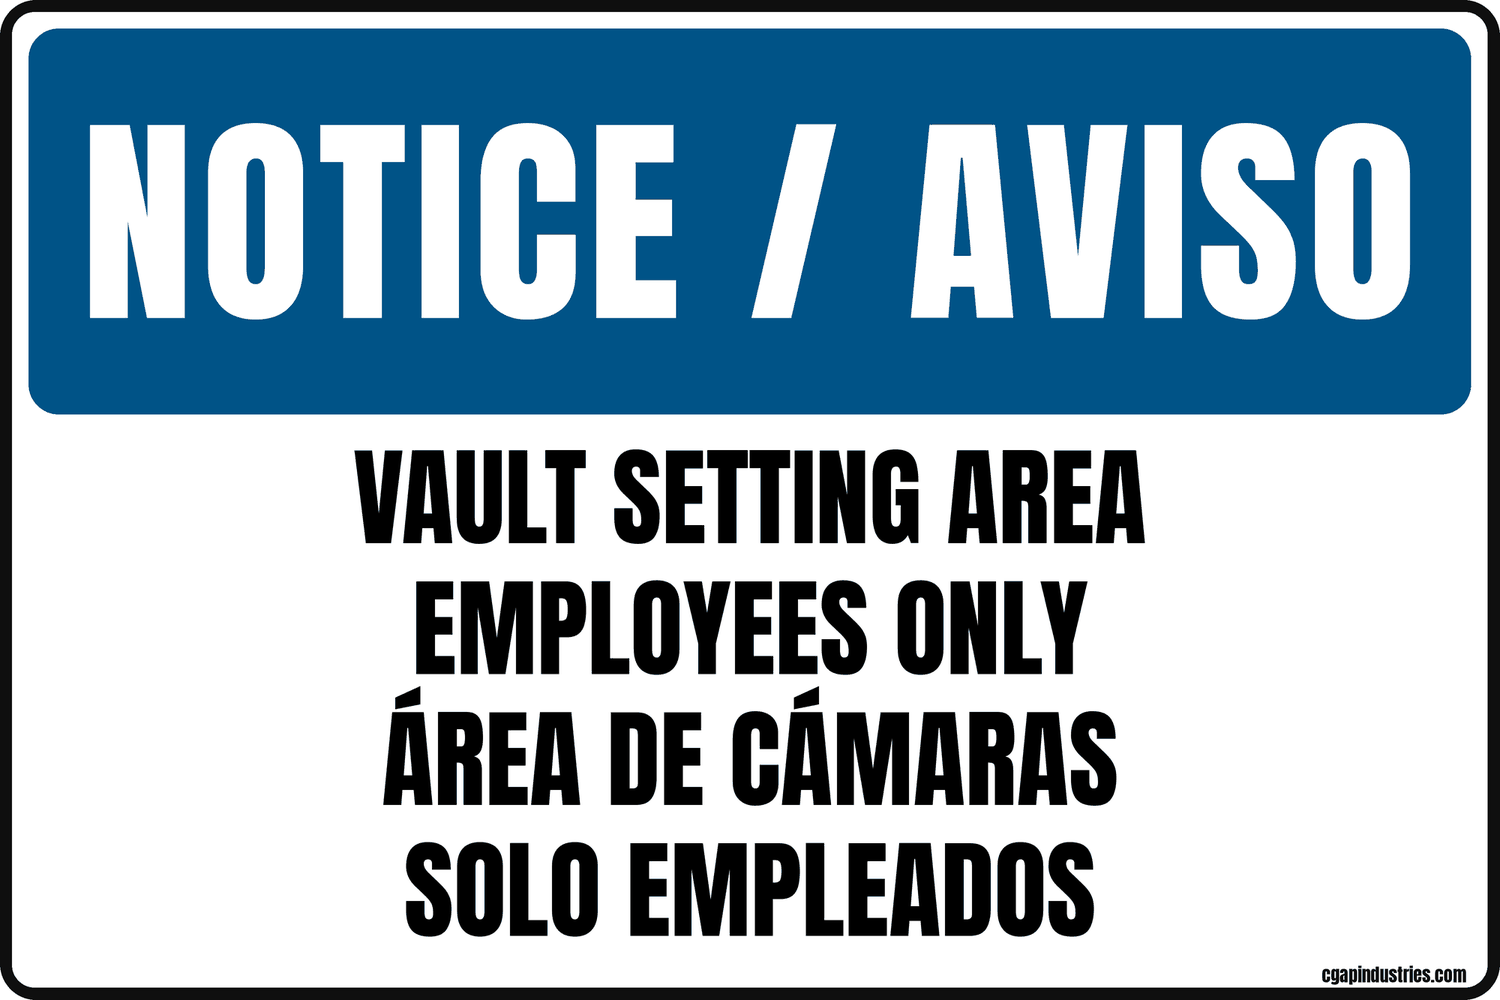 NOTICE / AVISO
VAULT SETTING AREA
EMPLOYEES ONLY
ÁREA DE CÁMARAS
SOLO EMPLEADOS
cgapindustries.com